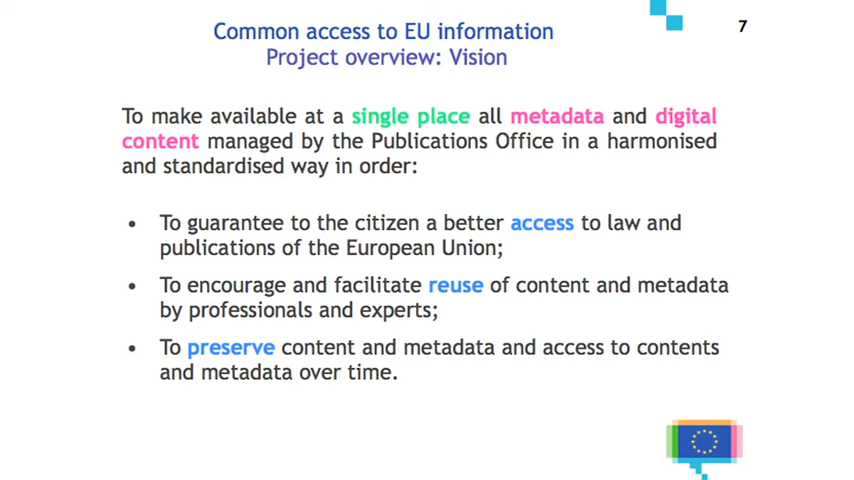 Common access to EU information
7
Project overview: Vision
To make available at a single place all metadata and digital
content managed by the Publications Office in a harmonised
and standardised way in order:
• To guarantee to the citizen a better access to law and
publications of the European Union;
• To encourage and facilitate reuse of content and metadata
by professionals and experts;
• To preserve content and metadata and access to contents
and metadata over time.